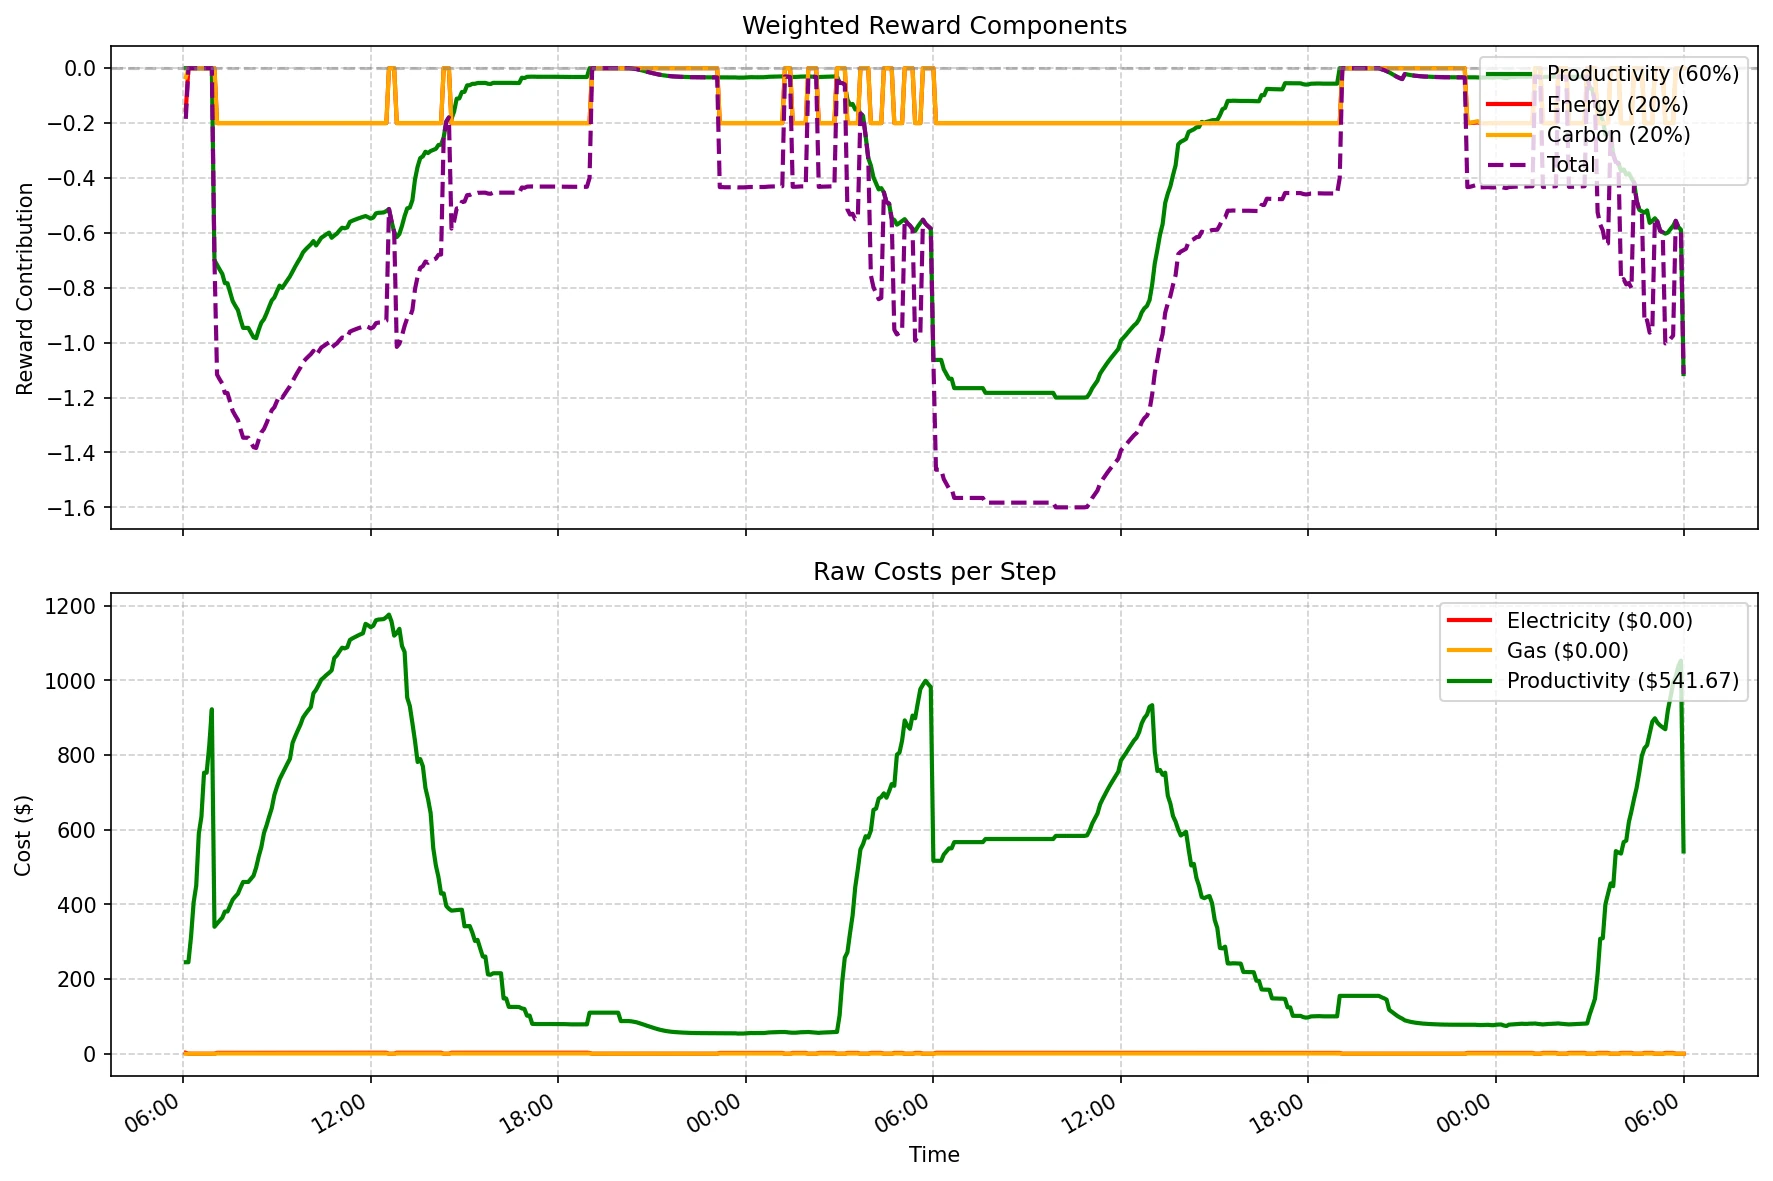 Weighted Reward Components
Reward Contribution
0.0
−0.2
−0.4
−0.6
−0.8
−1.0
−1.2
−1.4
−1.6
Productivity (60%)
Energy (20%)
Carbon (20%)
Total
Raw Costs per Step
Cost ($)
1200
1000
800
600
400
200
0
Electricity ($0.00)
Gas ($0.00)
Productivity ($541.67)
06:00
12:00
18:00
00:00
06:00
12:00
18:00
00:00
06:00
Time